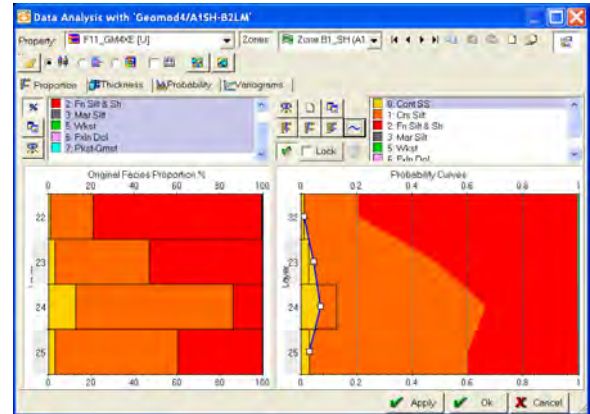 Data Analysis with 'Geomod4/A1SH-B2LM'
Property: F11_GM4XE [U] Zones: Zone B1_SH (A1
Proportion Thickness Probability Variograms
2: Fn Silt & Sh
3: Mar Silt
5: Wkst
6: Fxln Dol
7: Pkst-Grnst
%
Lock
0: Cont SS
1: Crs Silt
2: Fn Silt & Sh
3: Mar Silt
5: Wkst
6: Fxln Dol
Original Facies Proportion %
0 20 40 60 80 100
22
23
24
25
0 20 40 60 80 100
Probability Curves
0 0.2 0.4 0.6 0.8 1
Layer
22
23
24
25
0 0.2 0.4 0.6 0.8 1
Apply Ok Cancel